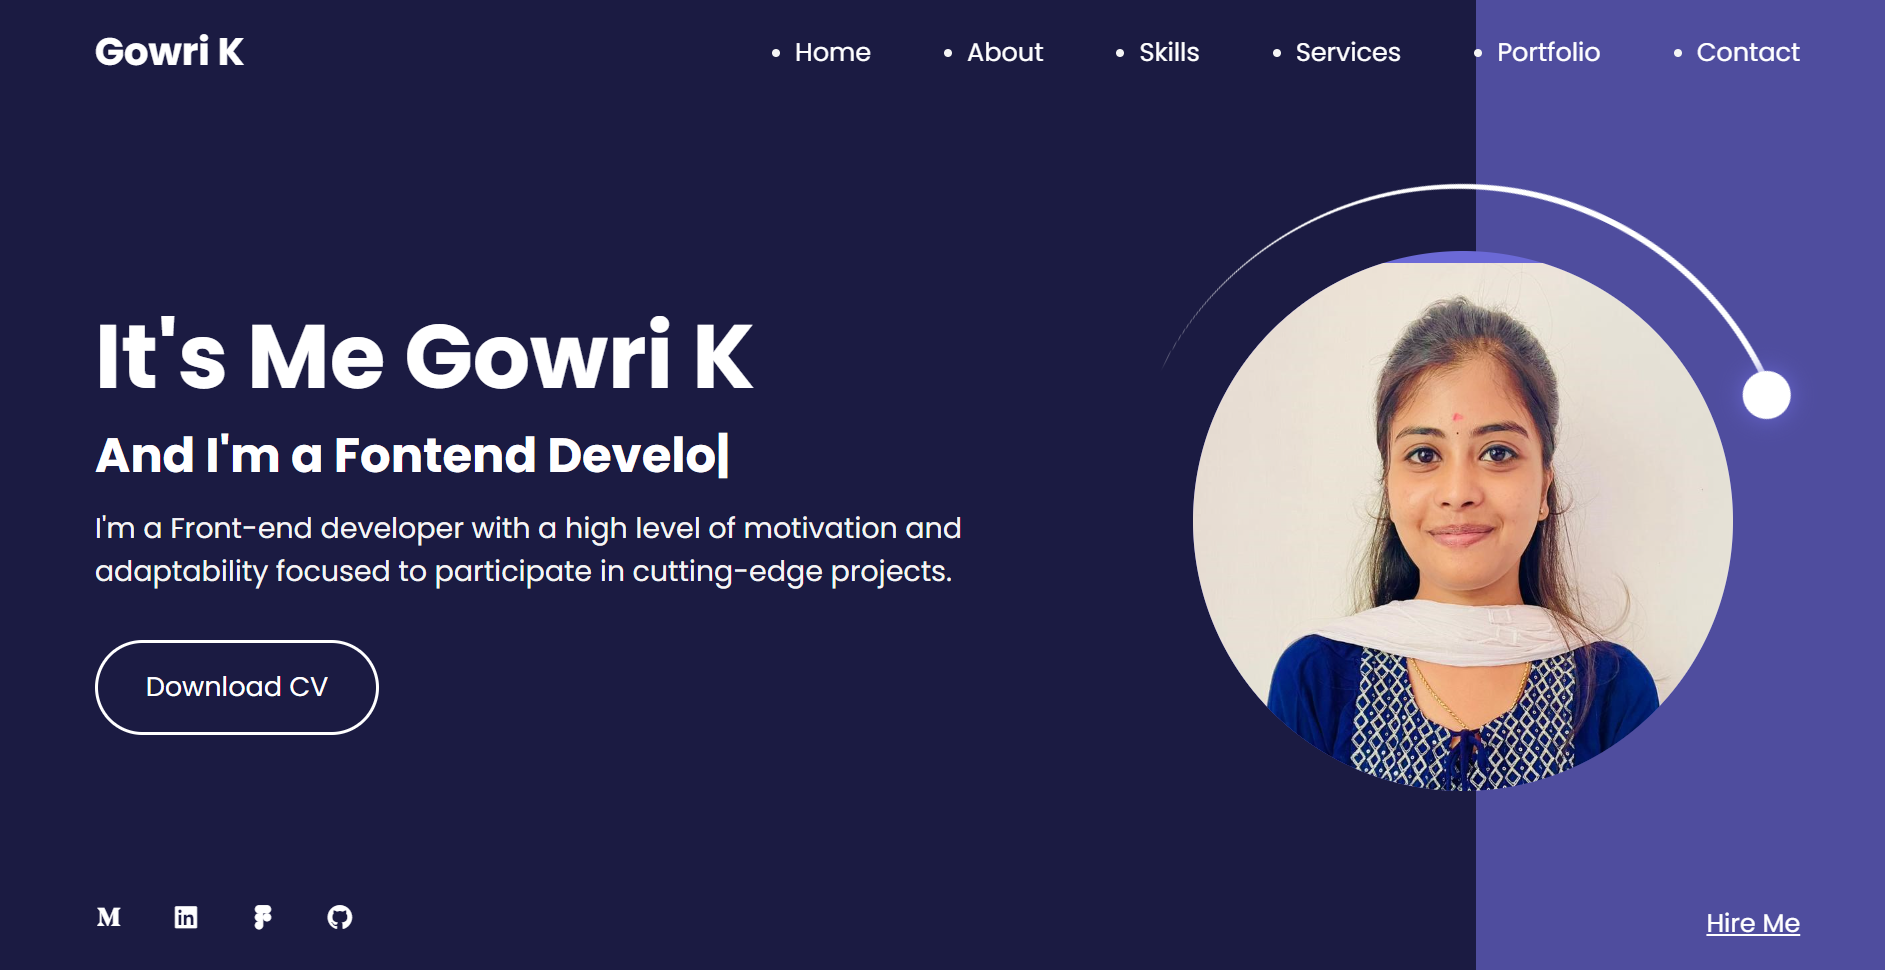 Gowri K
Home
About
Skills
Services
Portfolio
Contact
It's Me Gowri K
And I'm a Fontend Develo|
I'm a Front-end developer with a high level of motivation and
adaptability focused to participate in cutting-edge projects.
Download CV
Hire Me